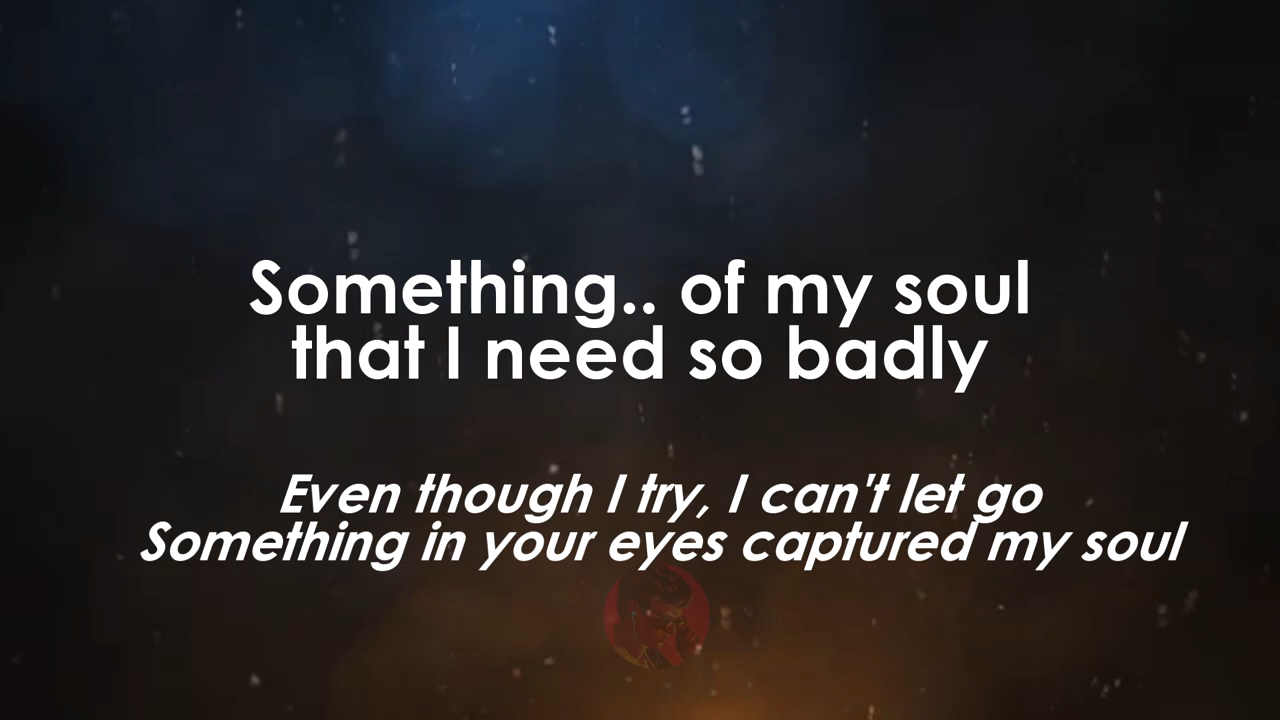 Something.. of my soul
that I need so badly
Even though I try, I can't let go
Something in your eyes captured my soul